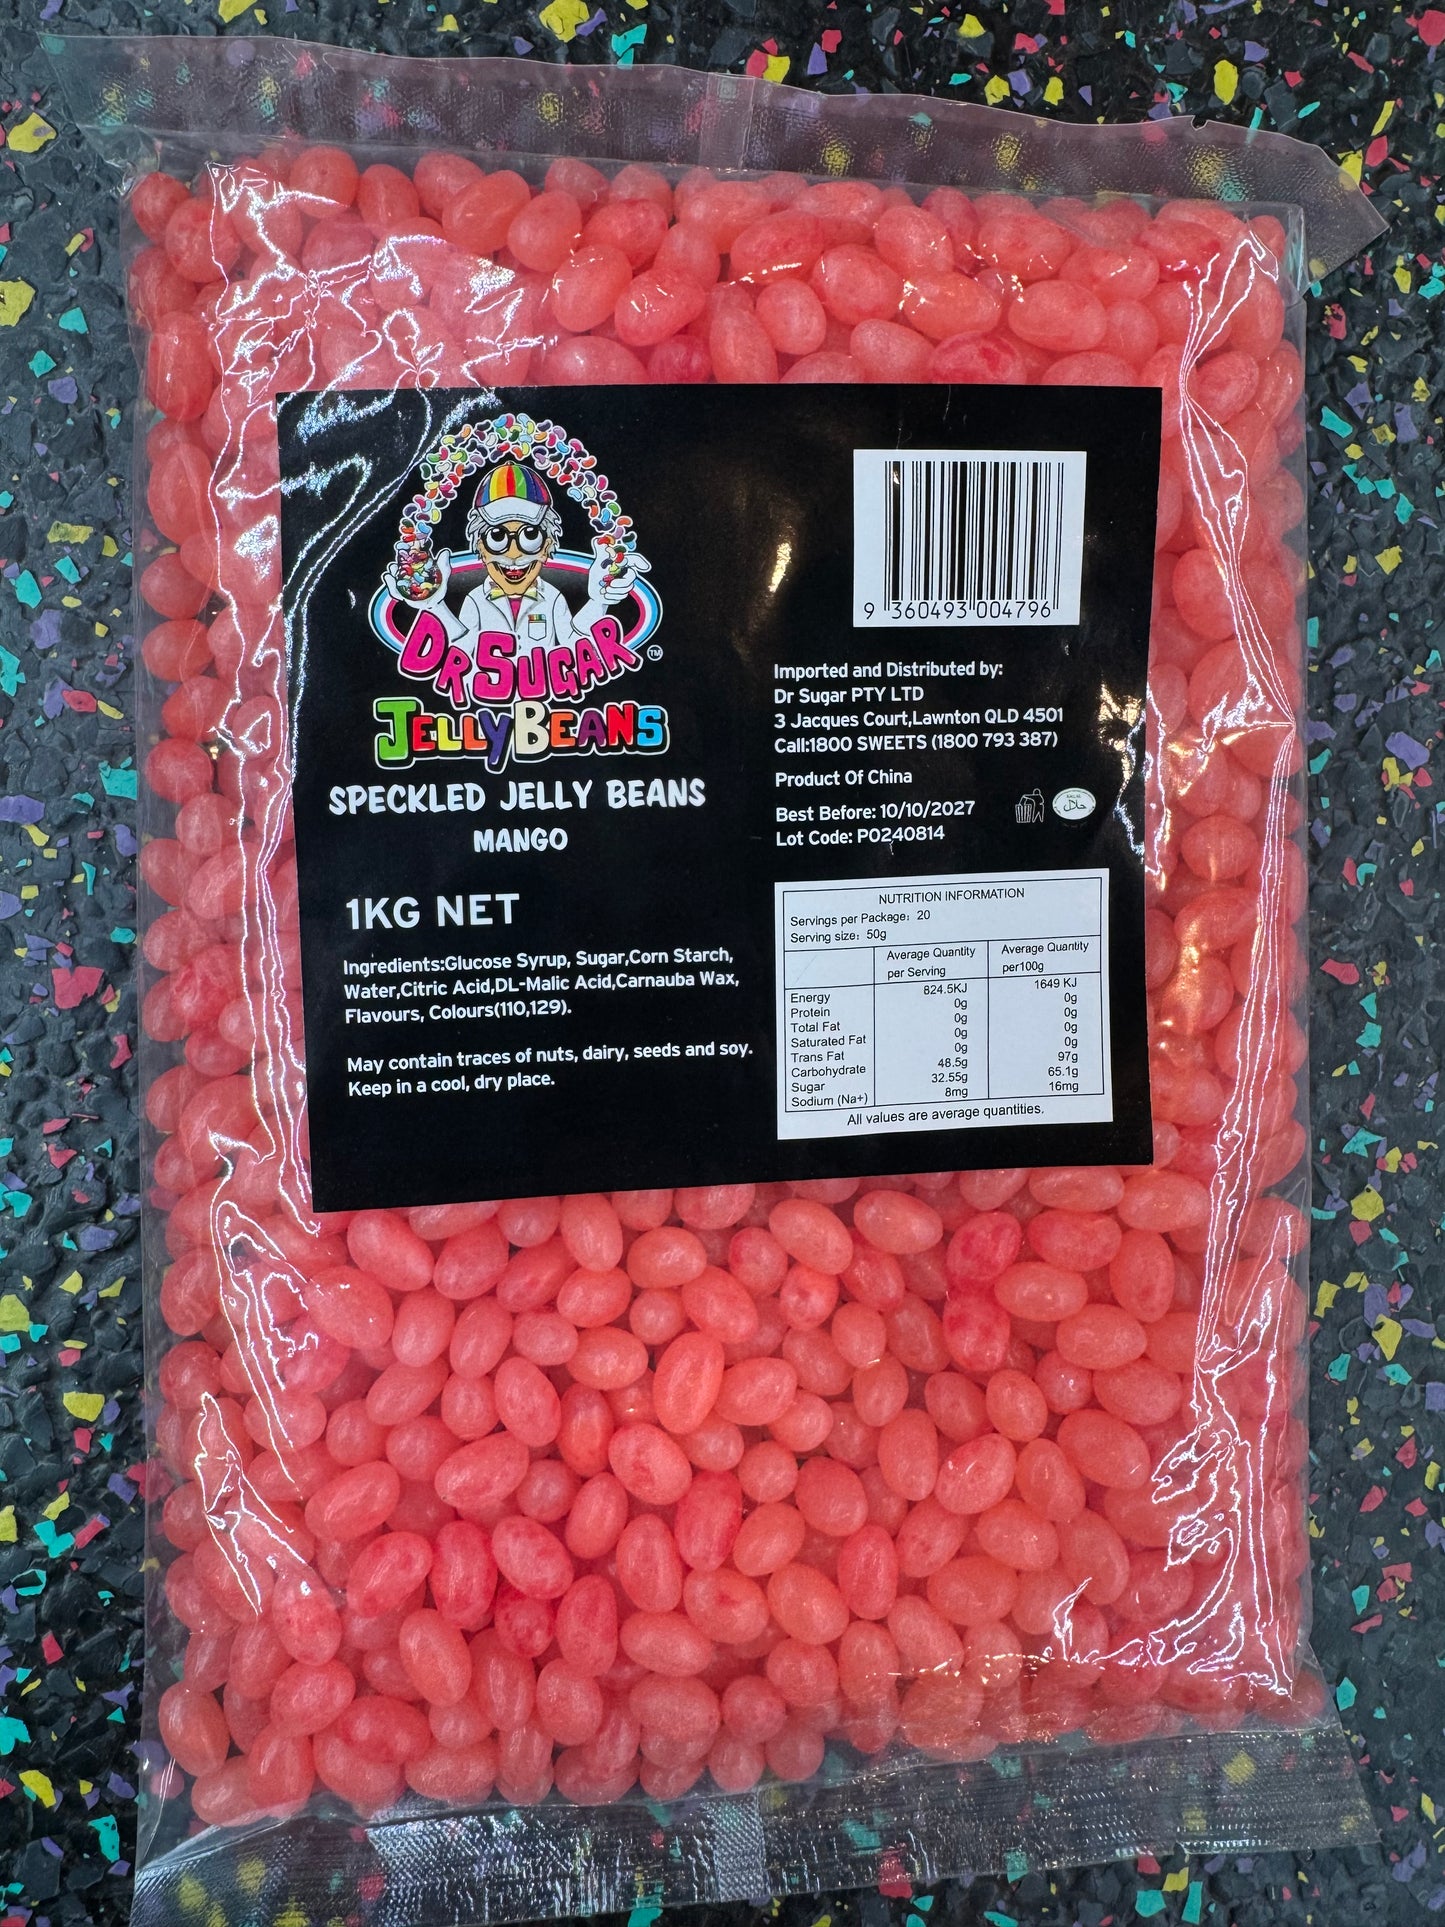 DR SUGAR TM
JELLY BEANS
SPECKLED JELLY BEANS
MANGO
1KG NET
Ingredients:Glucose Syrup, Sugar,Corn Starch,
Water,Citric Acid,DL-Malic Acid,Carnauba Wax,
Flavours, Colours(110,129).
May contain traces of nuts, dairy, seeds and soy.
Keep in a cool, dry place.
9 360493 004796
Imported and Distributed by:
Dr Sugar PTY LTD
3 Jacques Court,Lawnton QLD 4501
Call:1800 SWEETS (1800 793 387)
Product Of China
Best Before: 10/10/2027
Lot Code: P0240814
HALAL
حلال
NUTRITION INFORMATION
Servings per Package: 20
Serving size: 50g
Average Quantity per Serving Average Quantity per100g
Energy 824.5KJ 1649 KJ
Protein 0g 0g
Total Fat 0g 0g
Saturated Fat 0g 0g
Trans Fat 0g 0g
Carbohydrate 48.5g 97g
Sugar 32.55g 65.1g
Sodium (Na+) 8mg 16mg
All values are average quantities.